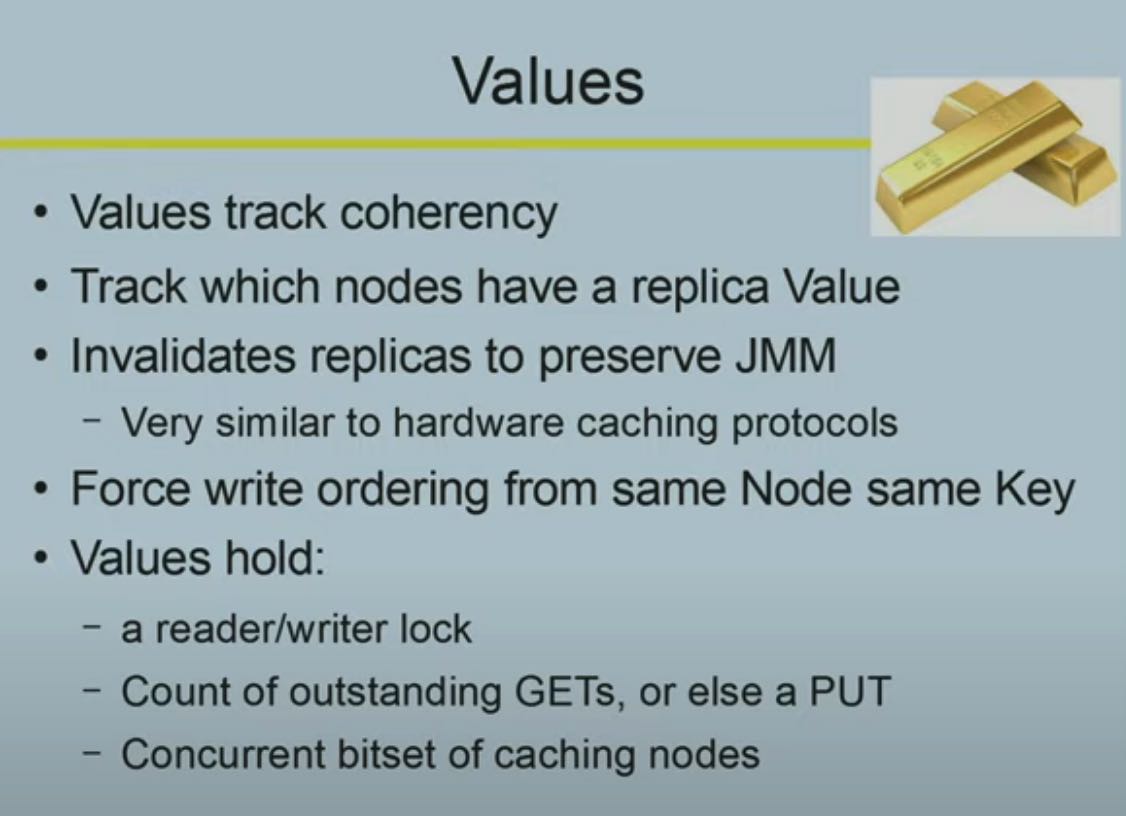 Values
• Values track coherency
• Track which nodes have a replica Value
• Invalidates replicas to preserve JMM
– Very similar to hardware caching protocols
• Force write ordering from same Node same Key
• Values hold:
– a reader/writer lock
– Count of outstanding GETs, or else a PUT
– Concurrent bitset of caching nodes